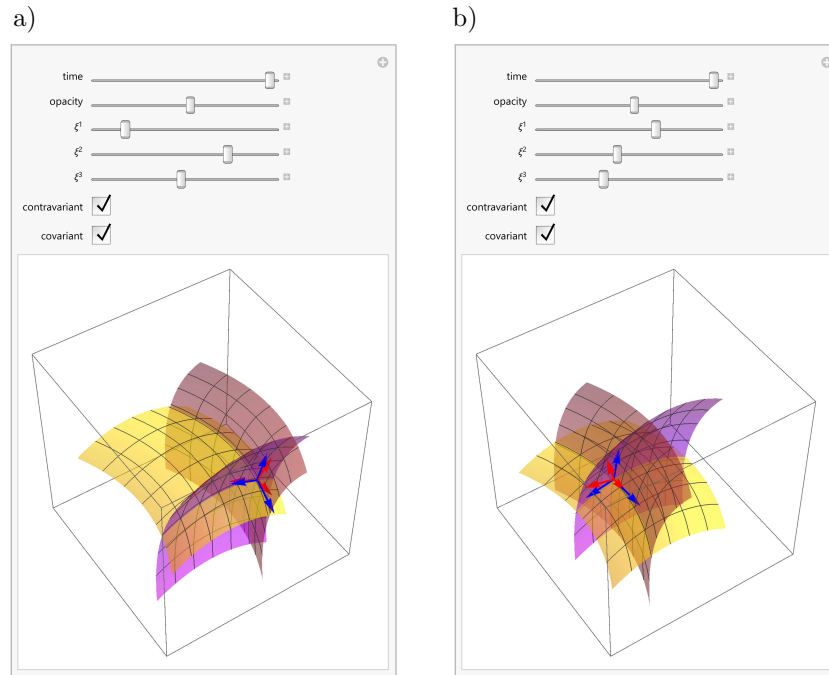 a)
time
opacity
ξ¹
ξ²
ξ³
contravariant
covariant
b)
time
opacity
ξ¹
ξ²
ξ³
contravariant
covariant